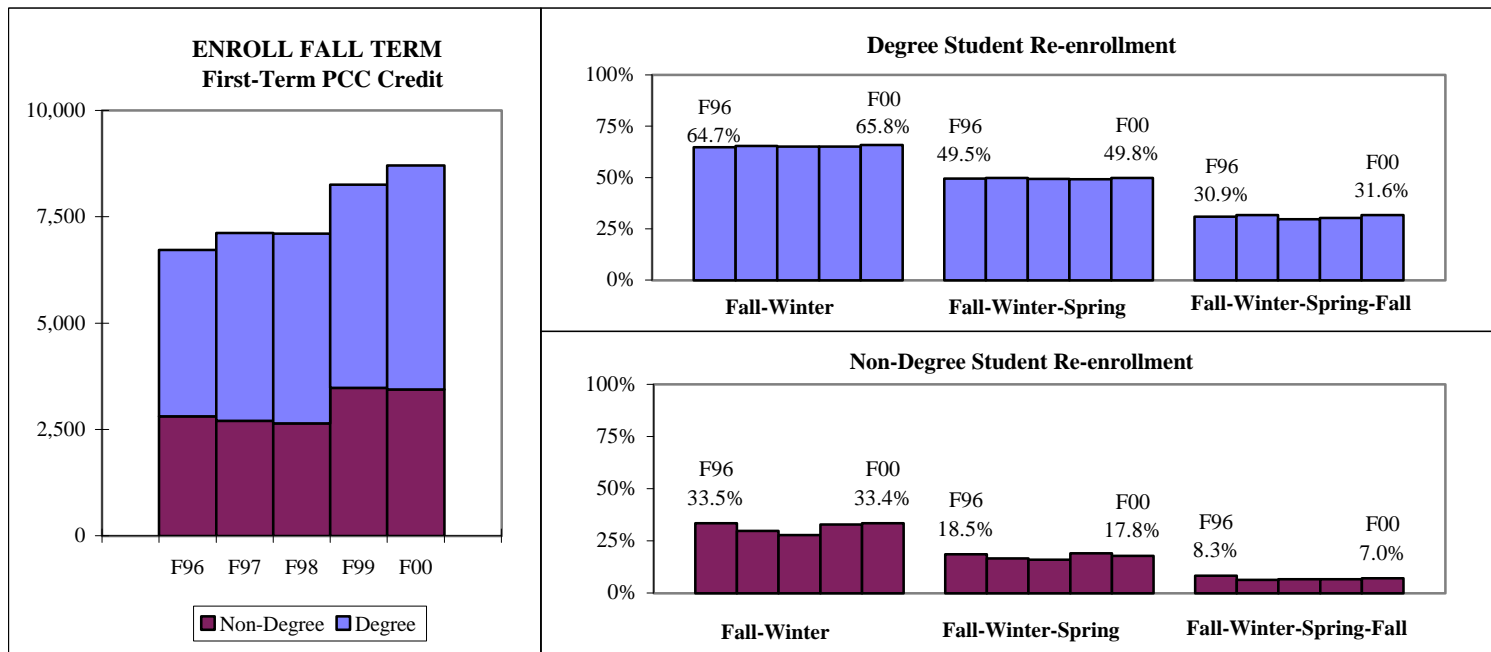 ENROLL FALL TERM
First-Term PCC Credit
10,000
7,500
5,000
2,500
0
F96 F97 F98 F99 F00
Non-Degree Degree
Degree Student Re-enrollment
100%
75%
50%
25%
0%
F96
64.7%
F00
65.8%
F96
49.5%
F00
49.8%
F96
30.9%
F00
31.6%
Fall-Winter Fall-Winter-Spring Fall-Winter-Spring-Fall
Non-Degree Student Re-enrollment
100%
75%
50%
25%
0%
F96
33.5%
F00
33.4%
F96
18.5%
F00
17.8%
F96
8.3%
F00
7.0%
Fall-Winter Fall-Winter-Spring Fall-Winter-Spring-Fall